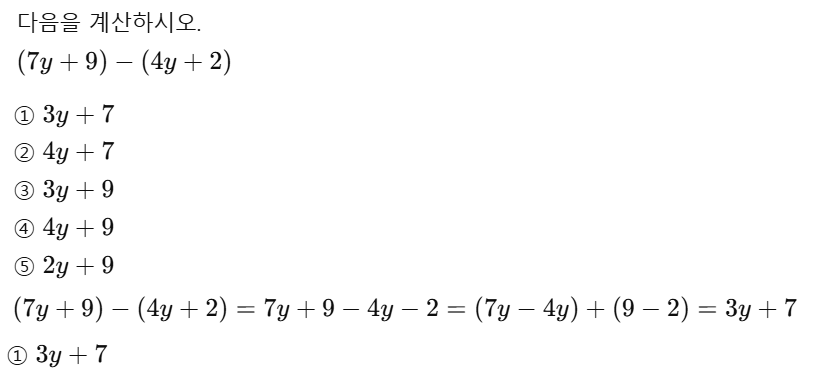 다음을 계산하시오.
(7y + 9) − (4y + 2)
① 3y + 7
② 4y + 7
③ 3y + 9
④ 4y + 9
⑤ 2y + 9
(7y + 9) − (4y + 2) = 7y + 9 − 4y − 2 = (7y − 4y) + (9 − 2) = 3y + 7
① 3y + 7